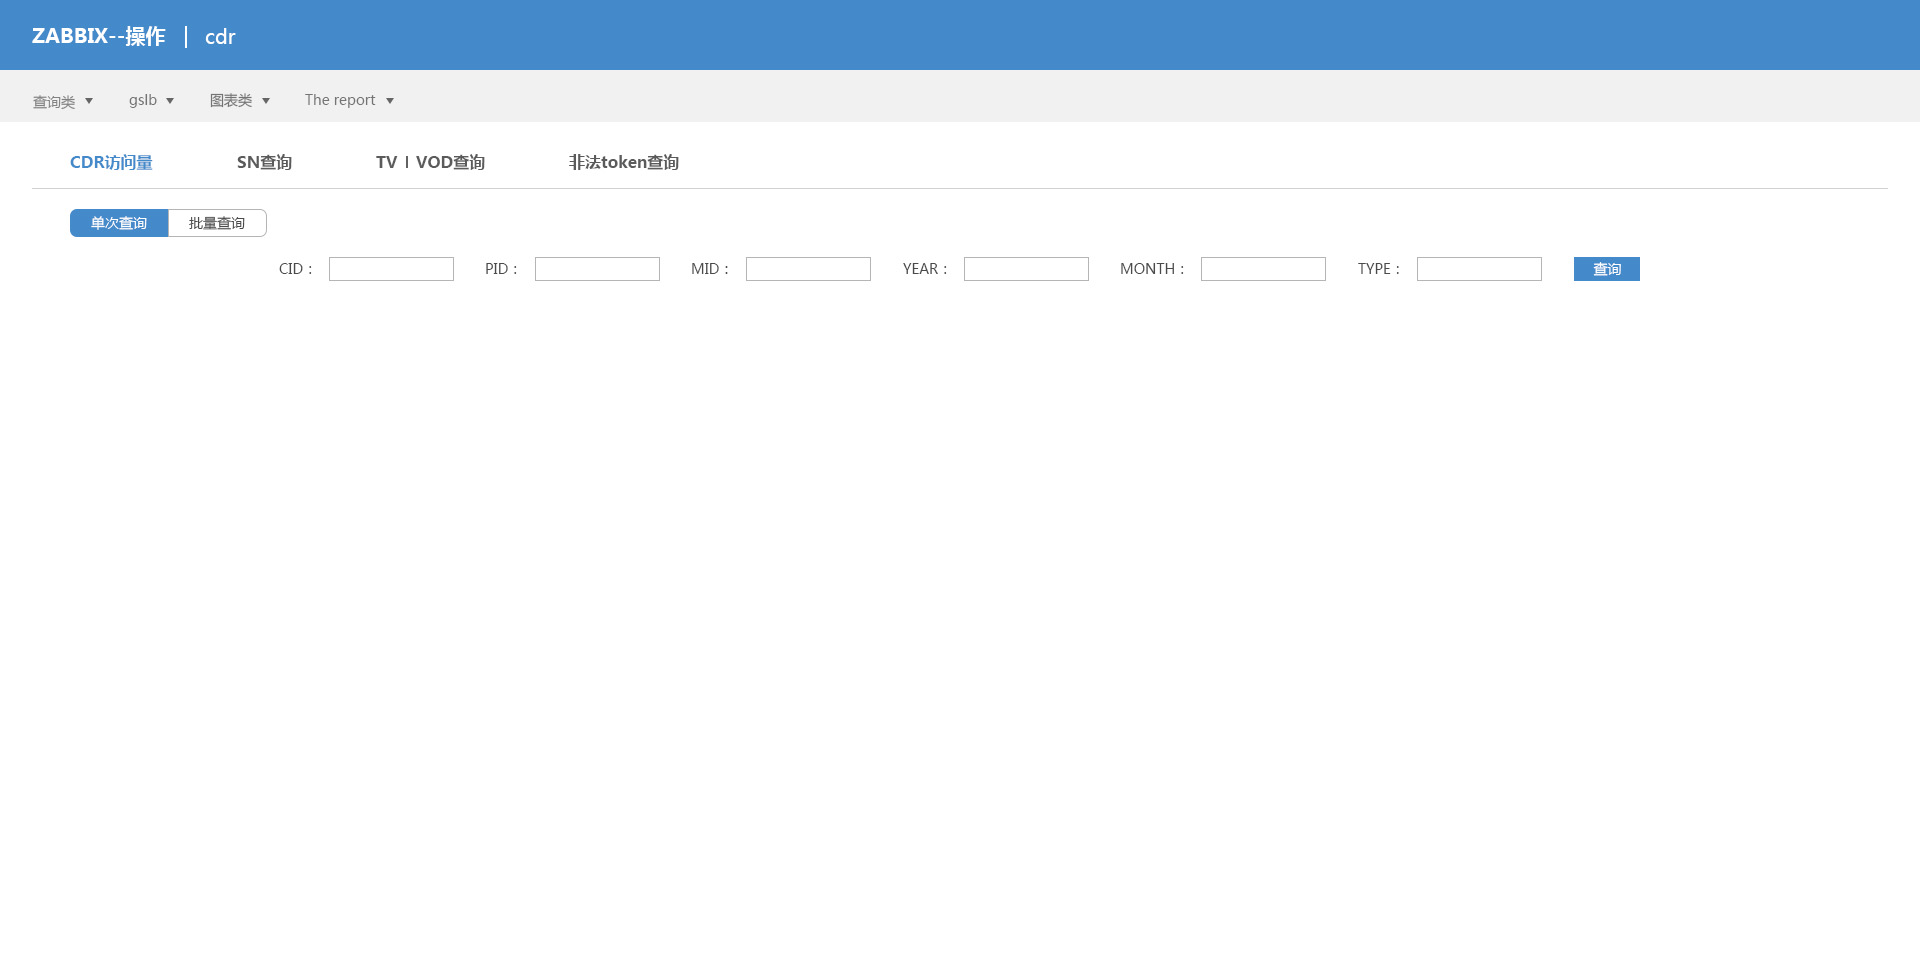 ZABBIX--操作 | cdr
查询类 gslb 图表类 The report
CDR访问量 SN查询 TV | VOD查询 非法token查询
单次查询 批量查询
CID： PID： MID： YEAR： MONTH： TYPE： 查询